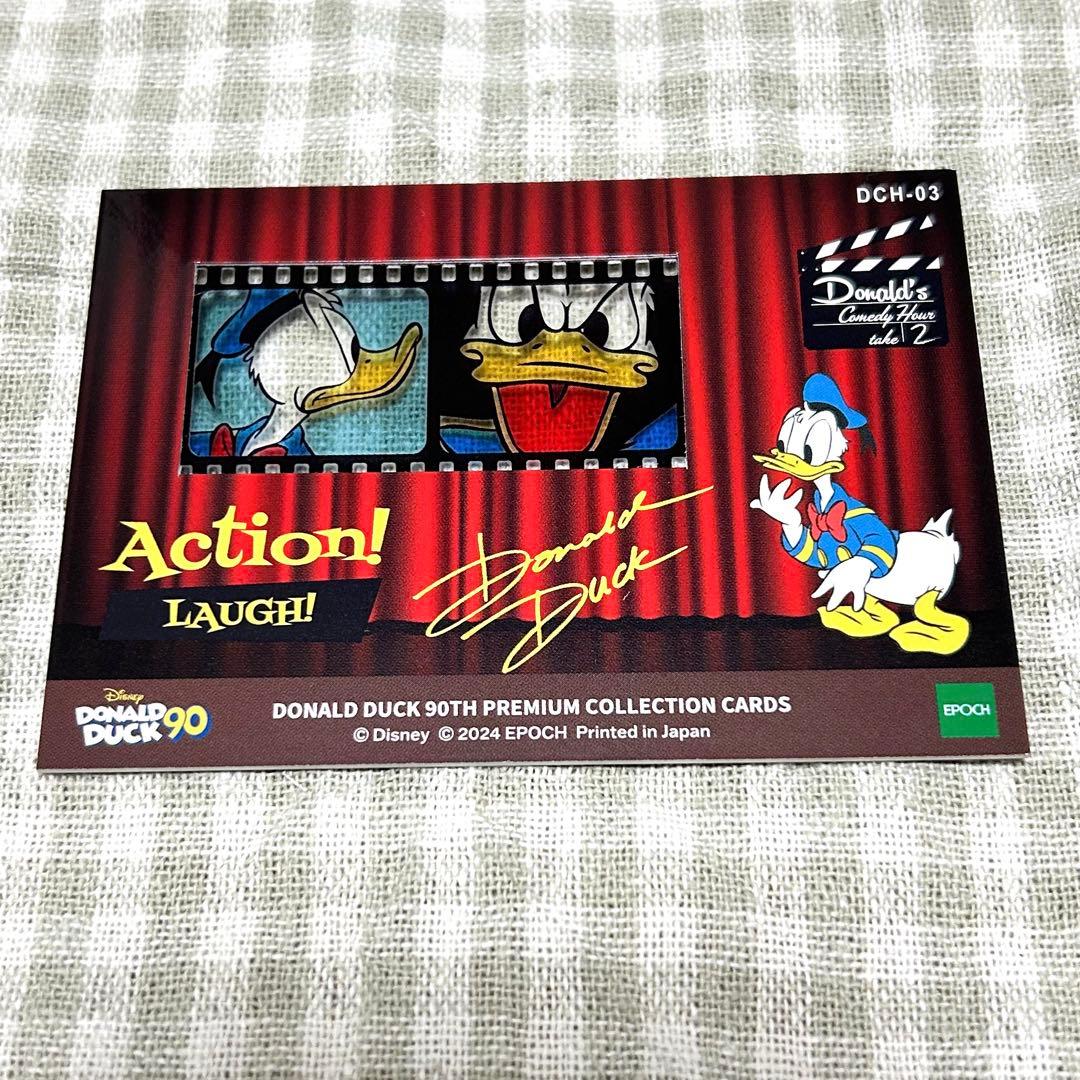 DCH-03
Donald's
Comedy Hour
take 2
Action!
LAUGH!
Donald
Duck
Disney
DONALD
DUCK 90
DONALD DUCK 90TH PREMIUM COLLECTION CARDS
© Disney © 2024 EPOCH Printed in Japan
EPOCH